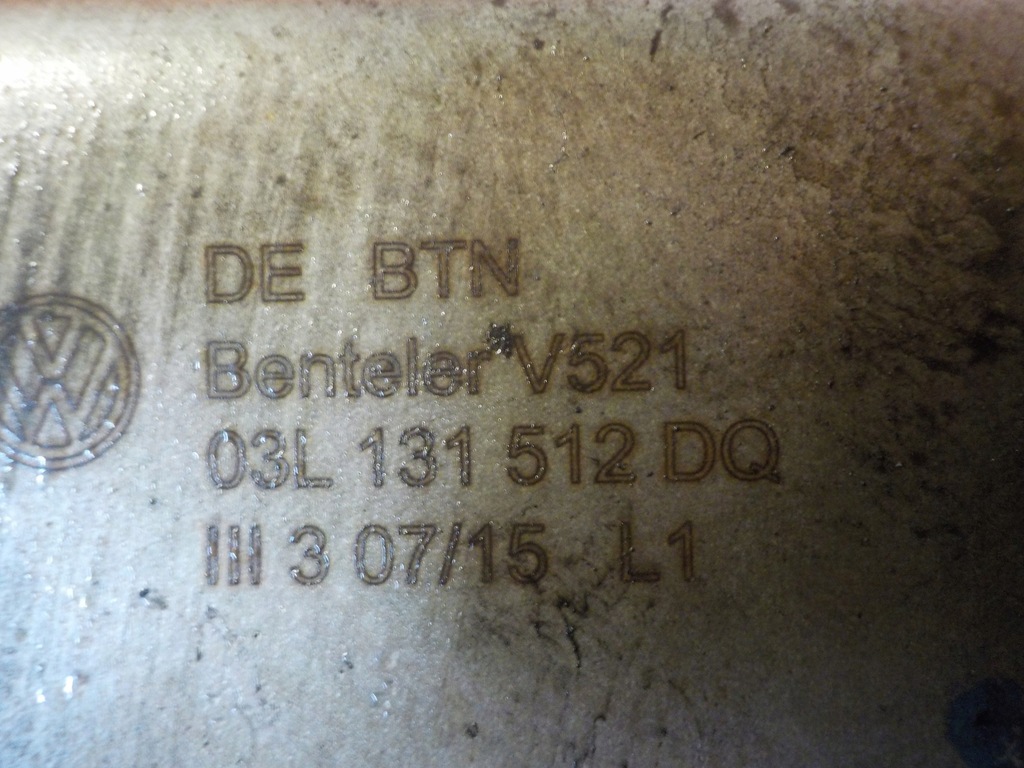 DE BTN
Benteler V521
03L 131 512 DQ
III 3 07/15 L1